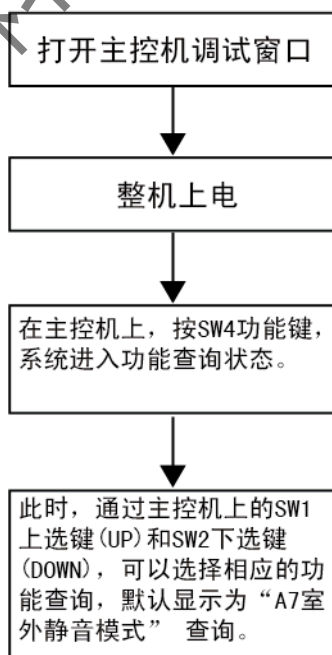 打开主控机调试窗口
整机上电
在主控机上，按SW4功能键，
系统进入功能查询状态。
此时，通过主控机上的SW1
上选键(UP)和SW2下选键
(DOWN)，可以选择相应的功
能查询，默认显示为“A7室
外静音模式” 查询。